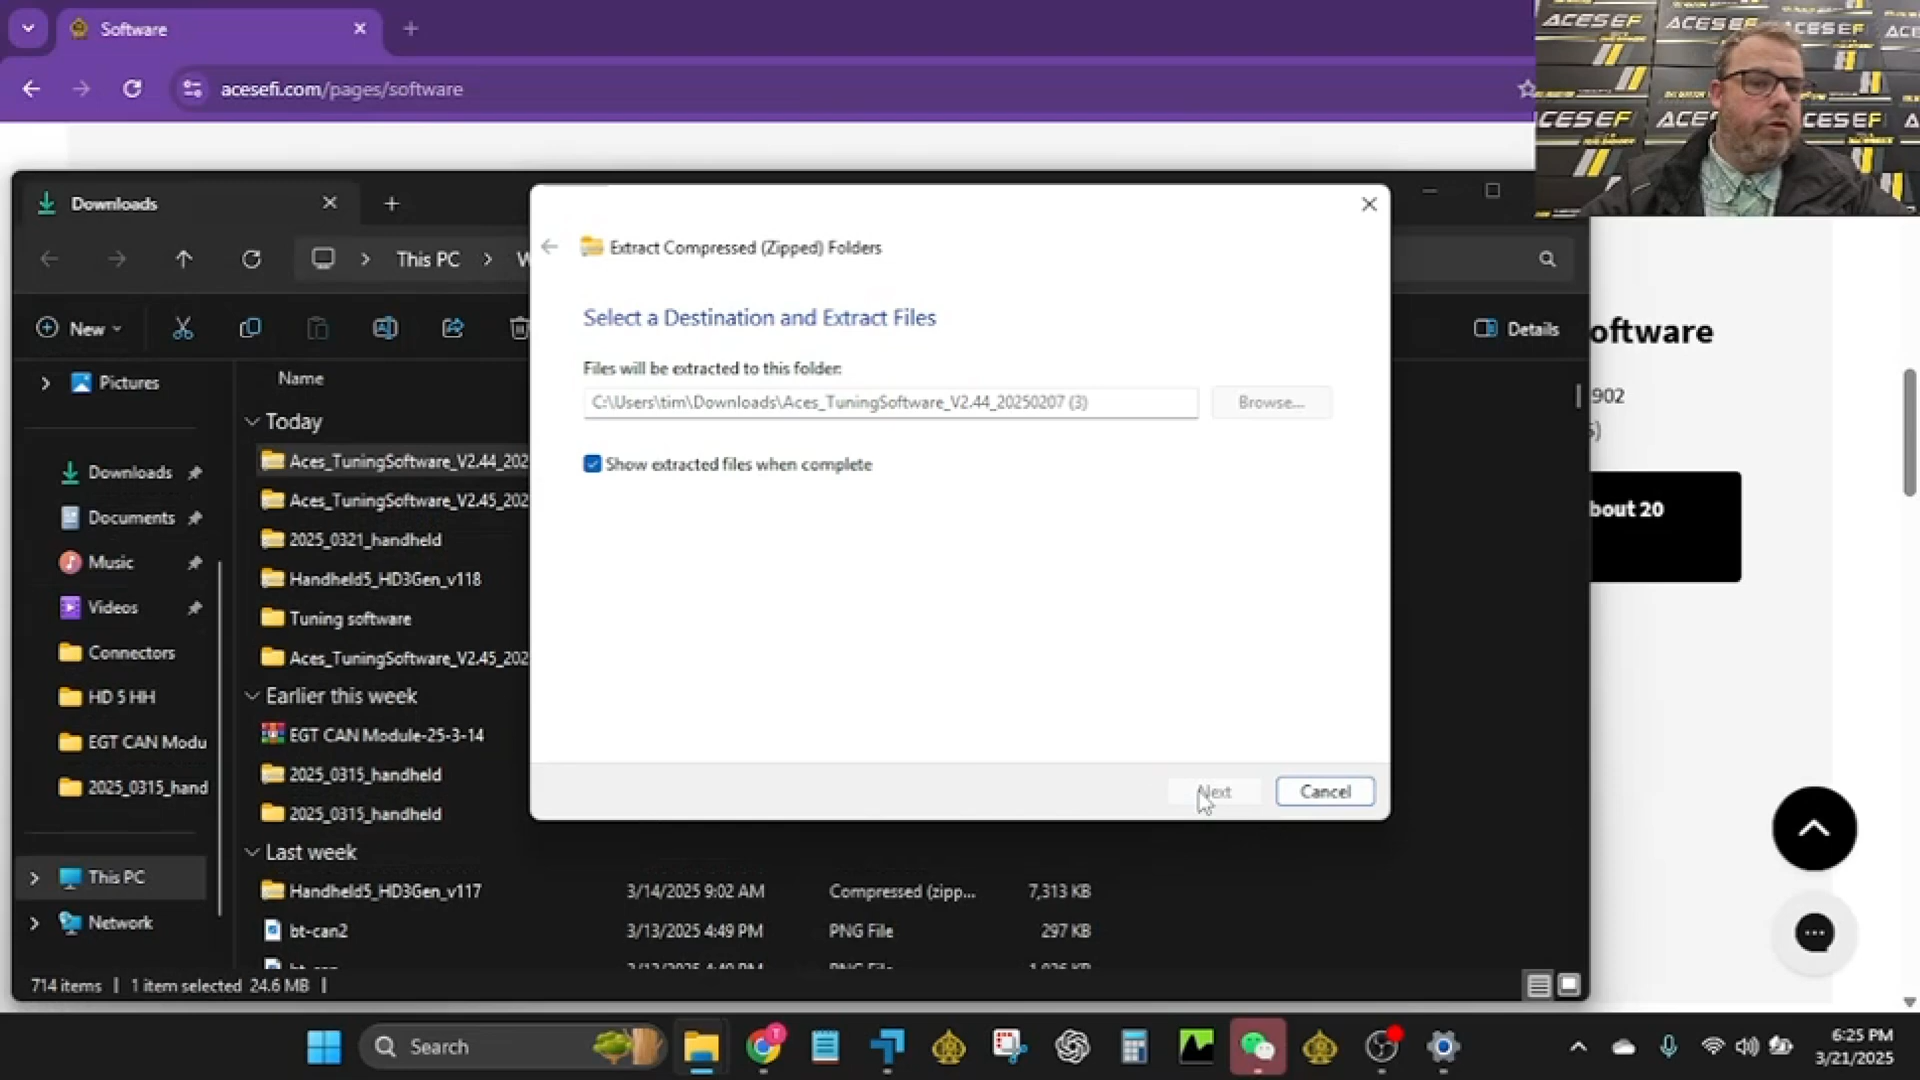 Software
acesefi.com/pages/software
ACESEF
ACESEF
CESEF
ACESEF
ACES
CESEF
Downloads
This PC
New
Details
Pictures
Downloads
Documents
Music
Videos
Connectors
HD 5 HH
EGT CAN Modu
2025_0315_hand
This PC
Network
Name
Today
Aces_TuningSoftware_V2.44_202
Aces_TuningSoftware_V2.45_202
2025_0321_handheld
Handheld5_HD3Gen_v118
Tuning software
Aces_TuningSoftware_V2.45_202
Earlier this week
EGT CAN Module-25-3-14
2025_0315_handheld
2025_0315_handheld
Last week
Handheld5_HD3Gen_v117 3/14/2025 9:02 AM Compressed (zipp... 7,313 KB
bt-can2 3/13/2025 4:49 PM PNG File 297 KB
714 items 1 item selected 24.6 MB
Extract Compressed (Zipped) Folders
Select a Destination and Extract Files
Files will be extracted to this folder:
C:\Users\tim\Downloads\Aces_TuningSoftware_V2.44_20250207 (3)
Browse...
Show extracted files when complete
Next
Cancel
oftware
902
bout 20
Search
6:25 PM
3/21/2025